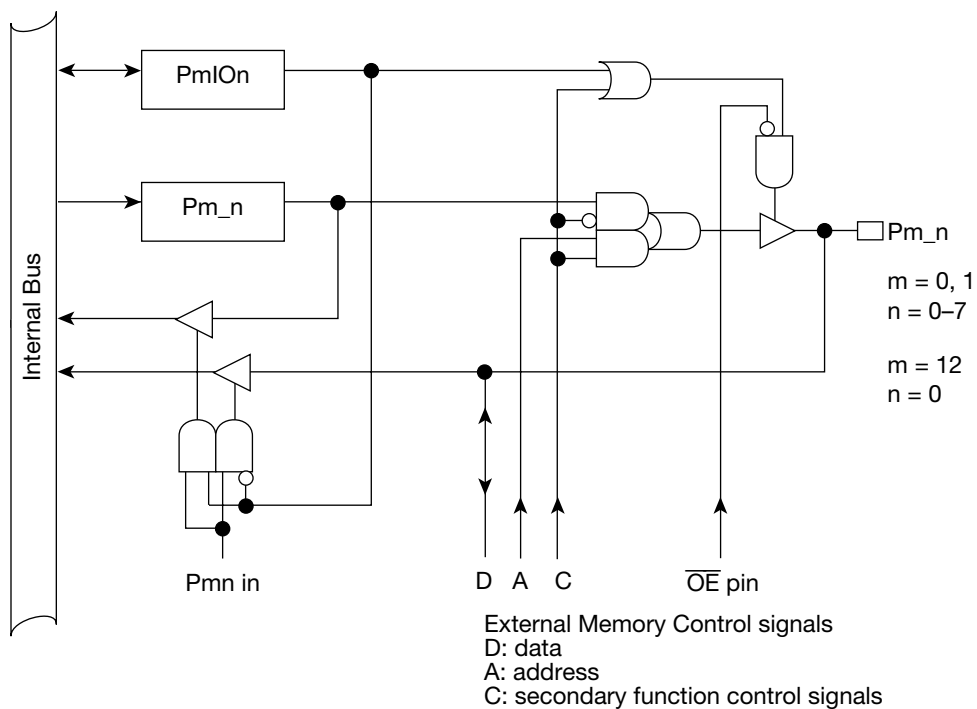 PmIOn
Pm_n
Internal Bus
Pm_n
m = 0, 1
n = 0–7
m = 12
n = 0
Pmn in
D
A
C
OE pin
External Memory Control signals
D: data
A: address
C: secondary function control signals